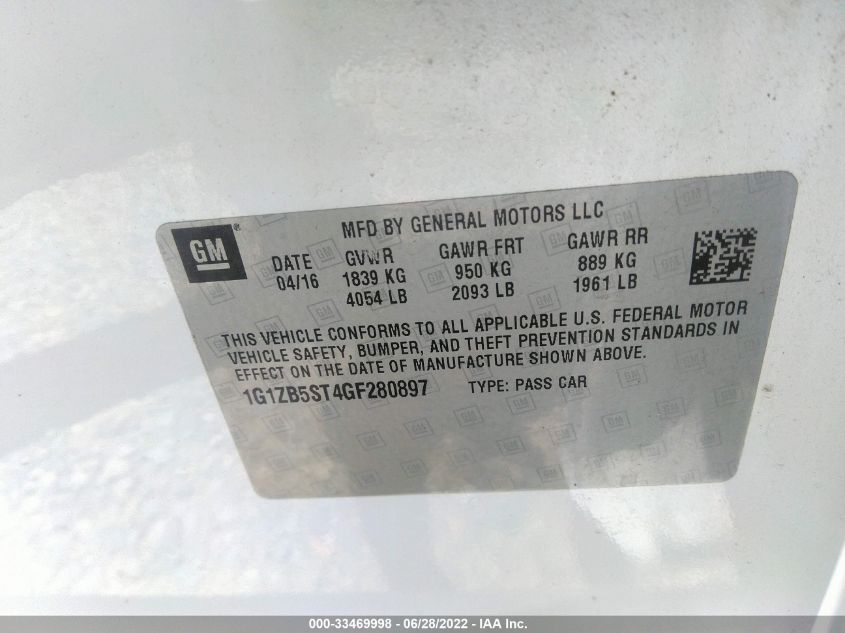 GM®
MFD BY GENERAL MOTORS LLC
DATE GVWR GAWR FRT GAWR RR
04/16 1839 KG 950 KG 889 KG
4054 LB 2093 LB 1961 LB
THIS VEHICLE CONFORMS TO ALL APPLICABLE U.S. FEDERAL MOTOR
VEHICLE SAFETY, BUMPER, AND THEFT PREVENTION STANDARDS IN
EFFECT ON THE DATE OF MANUFACTURE SHOWN ABOVE.
1G1ZB5ST4GF280897 TYPE: PASS CAR
000-33469998 - 06/28/2022 - IAA Inc.